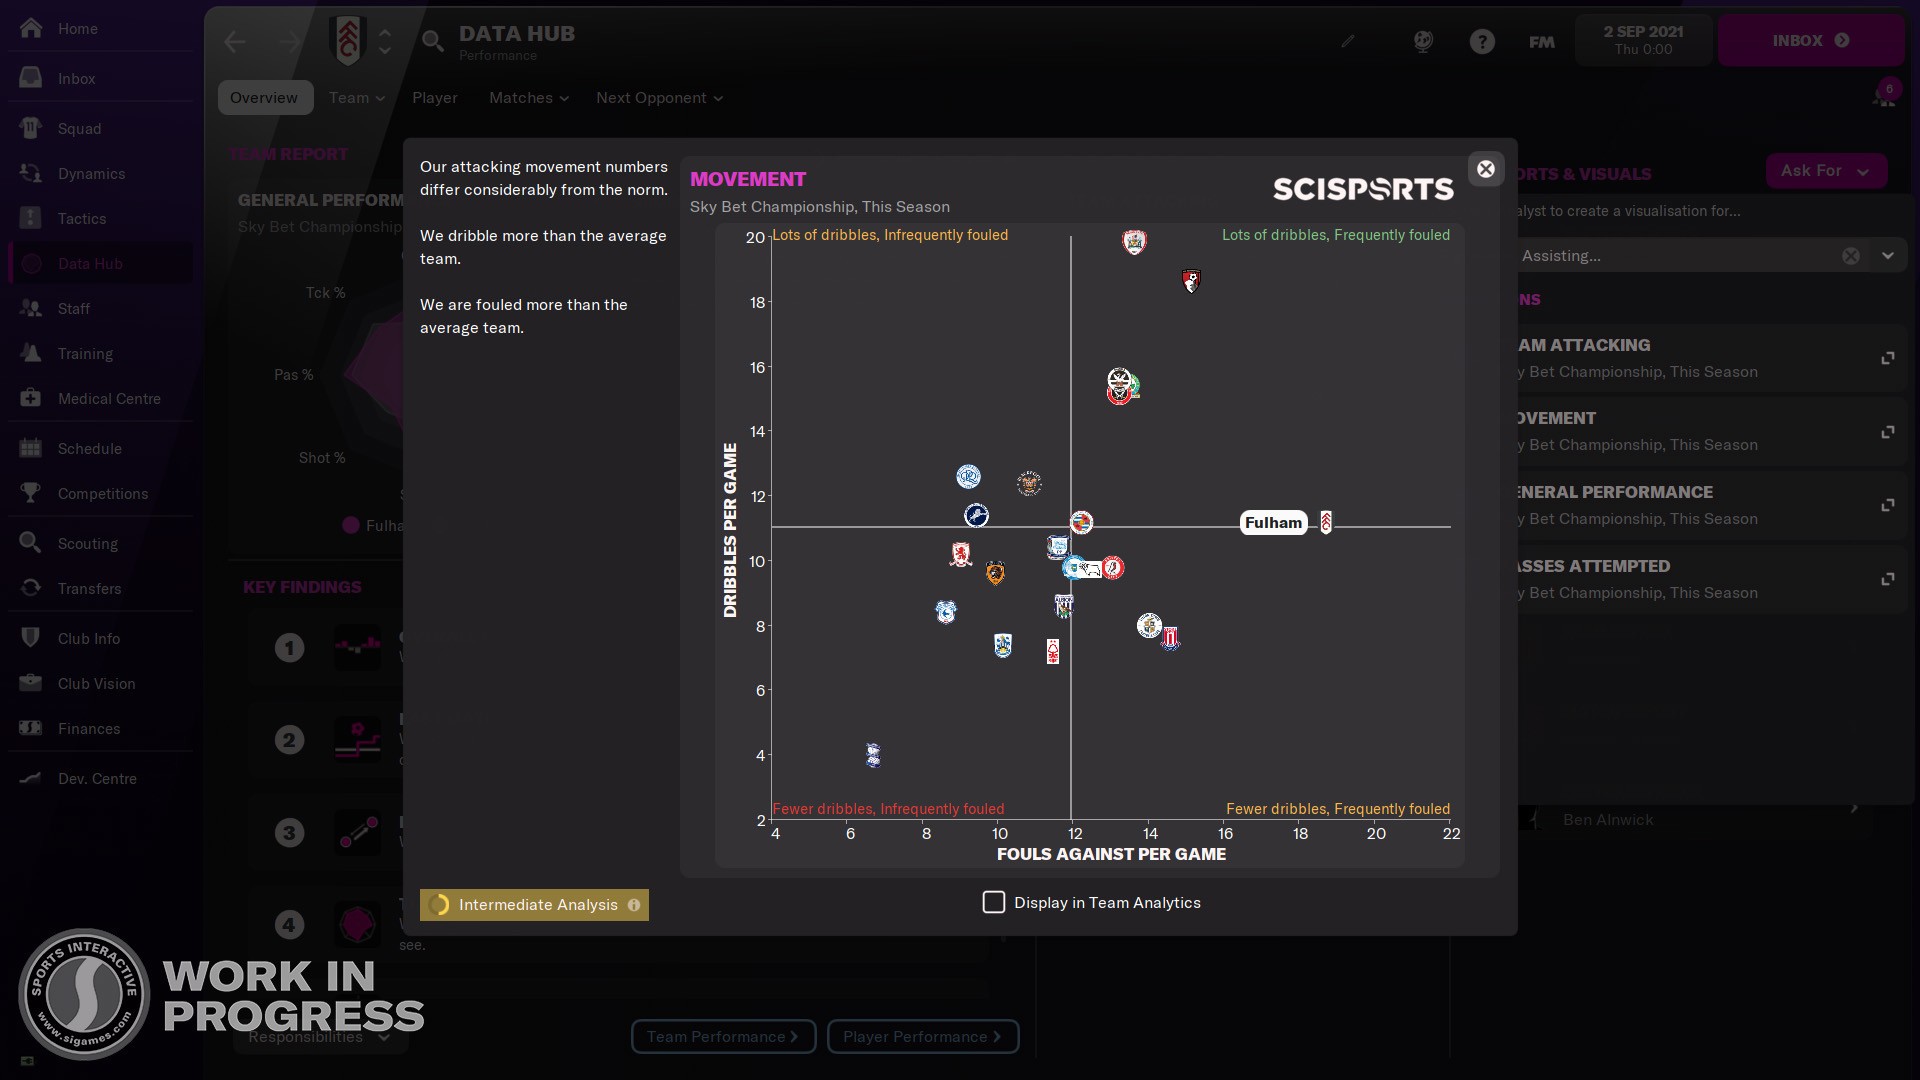 Home
Inbox
Squad
Dynamics
Tactics
Data Hub
Staff
Training
Medical Centre
Schedule
Competitions
Scouting
Transfers
Club Info
Club Vision
Finances
Dev. Centre
DATA HUB
Performance
FM
2 SEP 2021
Thu 0:00
INBOX
6
Overview
Team
Player
Matches
Next Opponent
TEAM REPORT
GENERAL PERFORM
Sky Bet Championship
Tck %
Pas %
Shot %
Fulha
KEY FINDINGS
1
2
3
4
see.
Responsibilities
Our attacking movement numbers
differ considerably from the norm.
We dribble more than the average
team.
We are fouled more than the
average team.
Intermediate Analysis
MOVEMENT
Sky Bet Championship, This Season
SCISPORTS
Lots of dribbles, Infrequently fouled
Lots of dribbles, Frequently fouled
DRIBBLES PER GAME
20
18
16
14
12
10
8
6
4
2
Fulham
Fewer dribbles, Infrequently fouled
Fewer dribbles, Frequently fouled
4 6 8 10 12 14 16 18 20 22
FOULS AGAINST PER GAME
Display in Team Analytics
Team Performance
Player Performance
ORTS & VISUALS
Ask For
alyst to create a visualisation for...
Assisting...
NS
AM ATTACKING
y Bet Championship, This Season
OVEMENT
y Bet Championship, This Season
ENERAL PERFORMANCE
y Bet Championship, This Season
ASSES ATTEMPTED
y Bet Championship, This Season
Ben Alnwick
SPORTS INTERACTIVE
www.sigames.com
WORK IN
PROGRESS